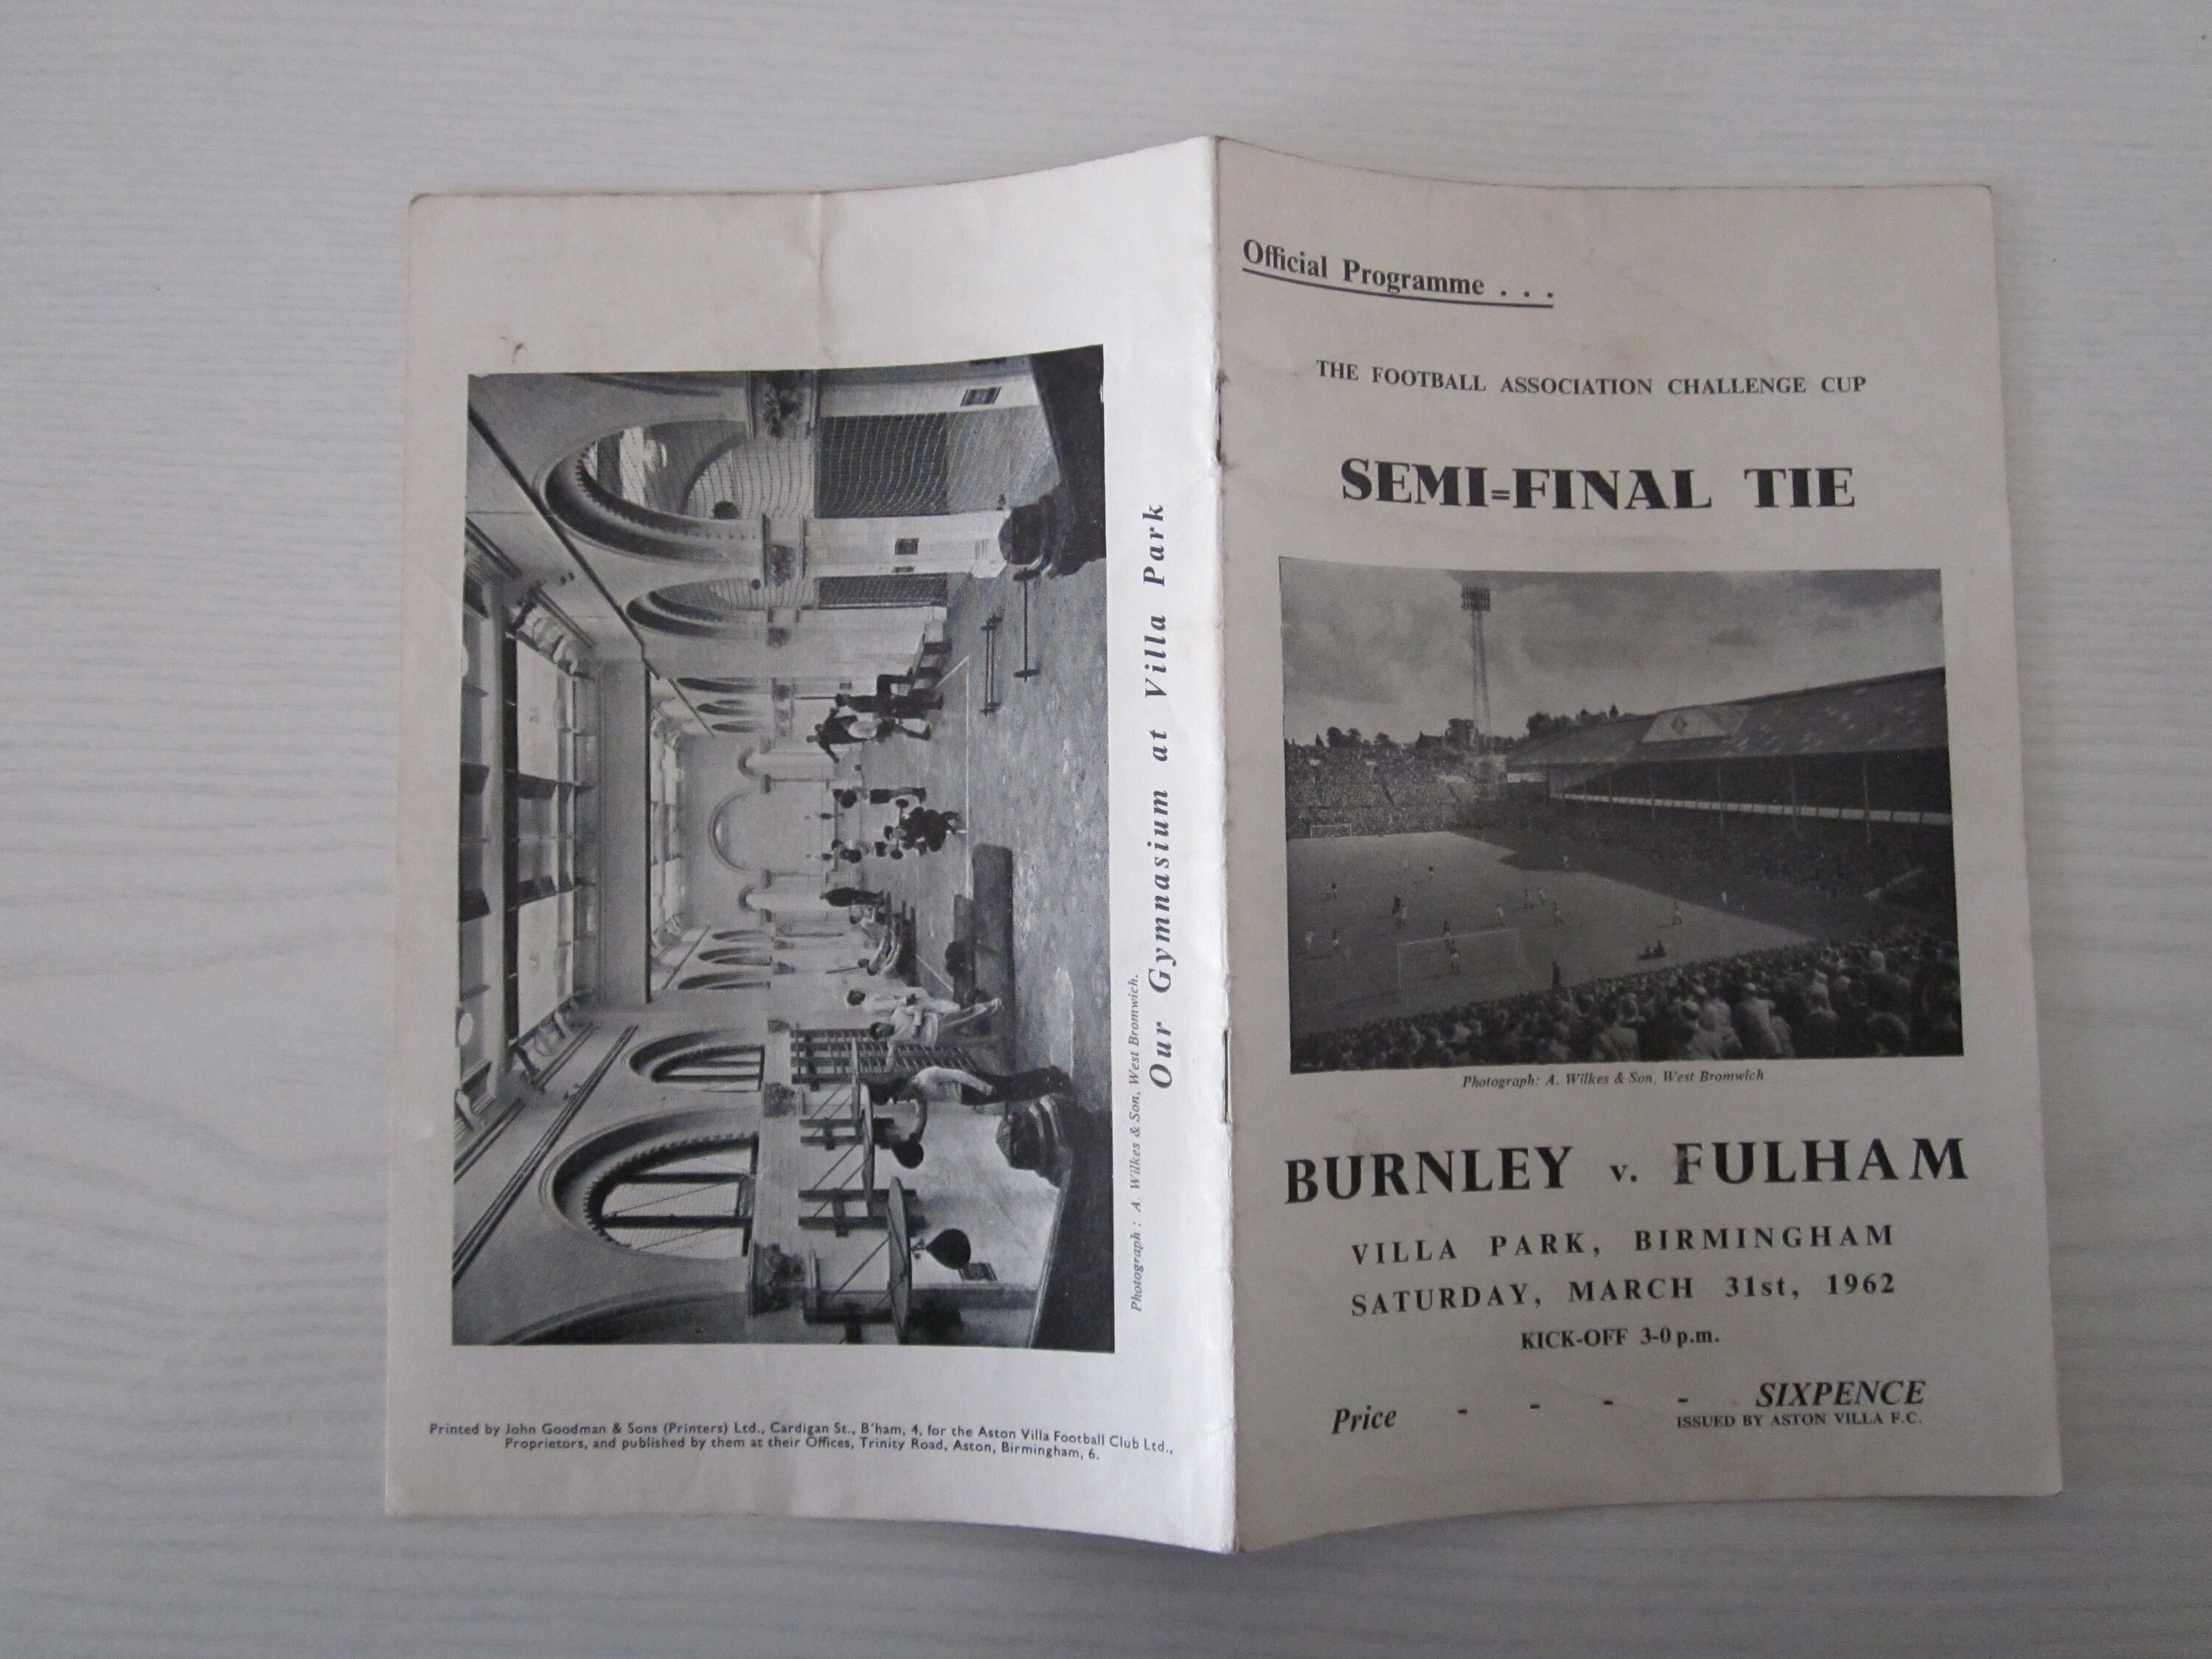 Our Gymnasium at Villa Park
Photograph : A. Wilkes & Son, West Bromwich.
Printed by John Goodman & Sons (Printers) Ltd., Cardigan St., B'ham, 4, for the Aston Villa Football Club Ltd.,
Proprietors, and published by them at their Offices, Trinity Road, Aston, Birmingham, 6.
Official Programme . . .
THE FOOTBALL ASSOCIATION CHALLENGE CUP
SEMI=FINAL TIE
Photograph: A. Wilkes & Son, West Bromwich
BURNLEY v. FULHAM
VILLA PARK, BIRMINGHAM
SATURDAY, MARCH 31st, 1962
KICK-OFF 3-0 p.m.
Price - - - - SIXPENCE
ISSUED BY ASTON VILLA F.C.